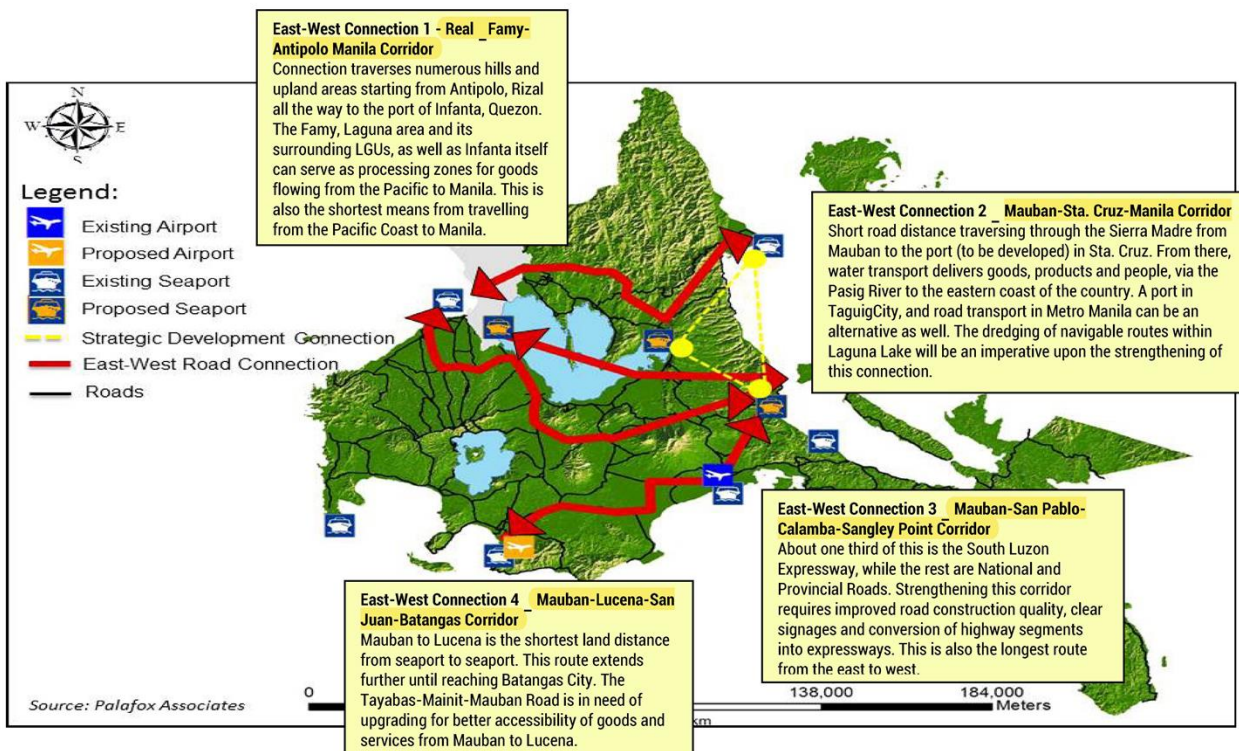 East-West Connection 1 - Real _Famy-
Antipolo Manila Corridor
Connection traverses numerous hills and
upland areas starting from Antipolo, Rizal
all the way to the port of Infanta, Quezon.
The Famy, Laguna area and its
surrounding LGUs, as well as Infanta itself
can serve as processing zones for goods
flowing from the Pacific to Manila. This is
also the shortest means from travelling
from the Pacific Coast to Manila.
N
W E
S
Legend:
Existing Airport
Proposed Airport
Existing Seaport
Proposed Seaport
Strategic Development Connection
East-West Road Connection
Roads
East-West Connection 2 _ Mauban-Sta. Cruz-Manila Corridor
Short road distance traversing through the Sierra Madre from
Mauban to the port (to be developed) in Sta. Cruz. From there,
water transport delivers goods, products and people, via the
Pasig River to the eastern coast of the country. A port in
TaguigCity, and road transport in Metro Manila can be an
alternative as well. The dredging of navigable routes within
Laguna Lake will be an imperative upon the strengthening of
this connection.
East-West Connection 3 _ Mauban-San Pablo-
Calamba-Sangley Point Corridor
About one third of this is the South Luzon
Expressway, while the rest are National and
Provincial Roads. Strengthening this corridor
requires improved road construction quality, clear
signages and conversion of highway segments
into expressways. This is also the longest route
from the east to west.
East-West Connection 4 _ Mauban-Lucena-San
Juan-Batangas Corridor
Mauban to Lucena is the shortest land distance
from seaport to seaport. This route extends
further until reaching Batangas City. The
Tayabas-Mainit-Mauban Road is in need of
upgrading for better accessibility of goods and
services from Mauban to Lucena.
Source: Palafox Associates
0 138,000 184,000
Meters
km